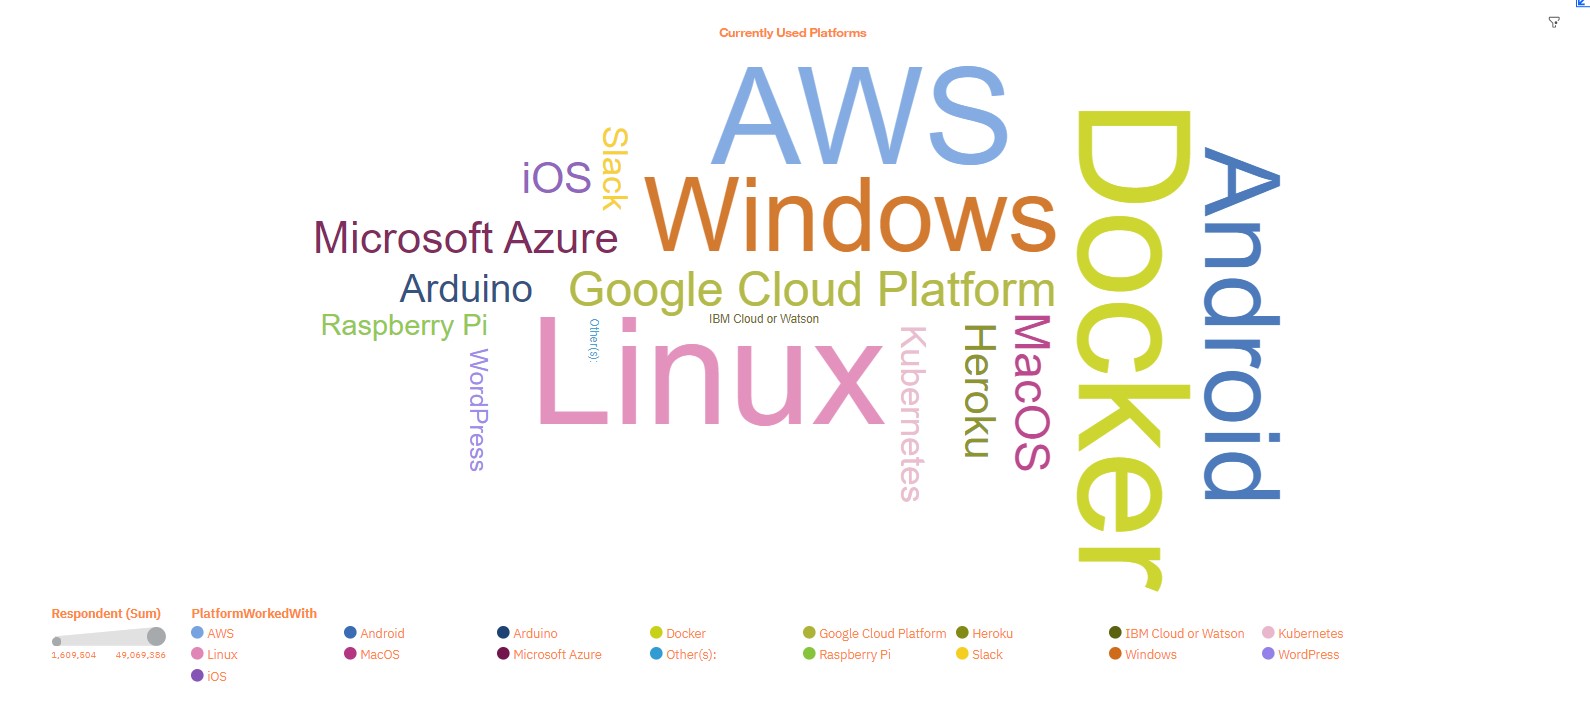 Currently Used Platforms
AWS
Slack
iOS
Windows
Docker
Android
Microsoft Azure
Arduino
Google Cloud Platform
Raspberry Pi
Other(s):
IBM Cloud or Watson
Linux
Kubernetes
Heroku
MacOS
WordPress
Respondent (Sum)
1,609,504 49,069,386
PlatformWorkedWith
AWS Android Arduino Docker Google Cloud Platform Heroku IBM Cloud or Watson Kubernetes
Linux MacOS Microsoft Azure Other(s): Raspberry Pi Slack Windows WordPress
iOS